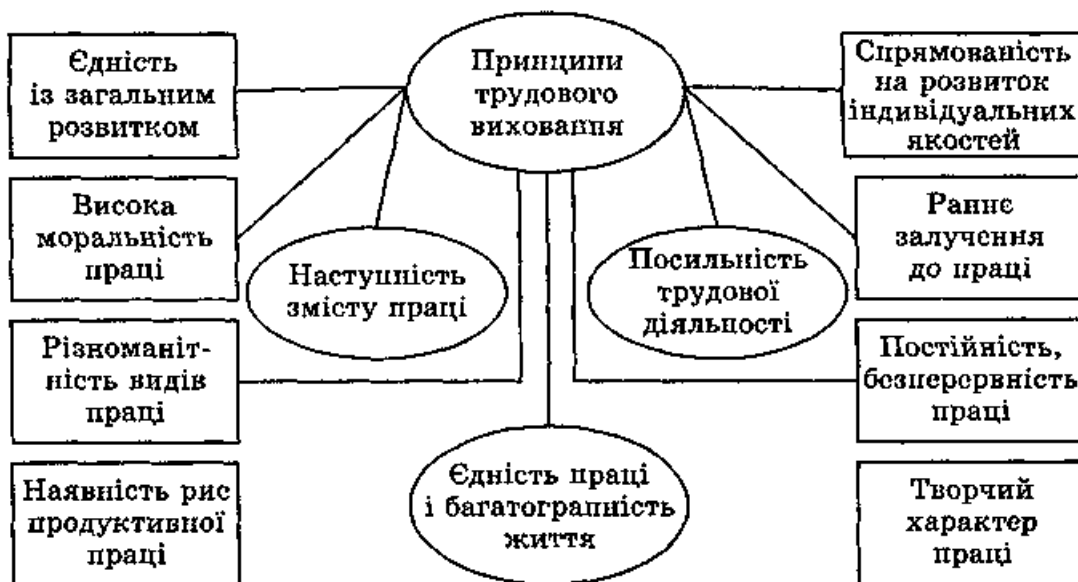 Єдність
із загальним
розвитком
Принципи
трудового
виховання
Спрямованість
на розвиток
індивідуальних
якостей
Висока
моральність
праці
Наступність
змісту праці
Посильність
трудової
діяльності
Раннє
залучення
до праці
Різноманіт-
ність видів
праці
Постійність,
безперервність
праці
Наявність рис
продуктивної
праці
Єдність праці
і багатогранність
життя
Творчий
характер
праці